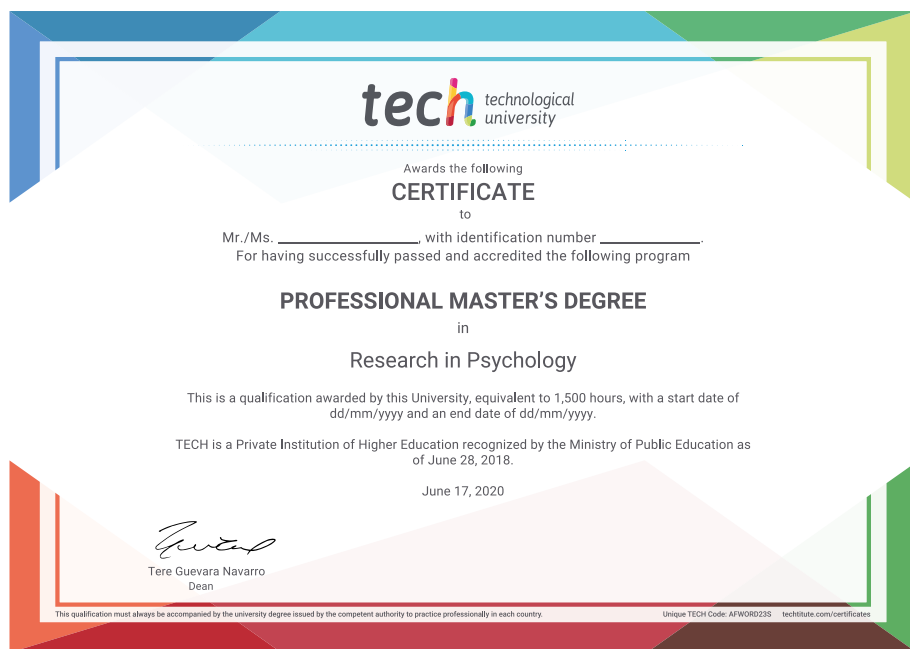 tech technological
university
Awards the following
CERTIFICATE
to
Mr./Ms. ____________________, with identification number ______________.
For having successfully passed and accredited the following program
PROFESSIONAL MASTER'S DEGREE
in
Research in Psychology
This is a qualification awarded by this University, equivalent to 1,500 hours, with a start date of
dd/mm/yyyy and an end date of dd/mm/yyyy.
TECH is a Private Institution of Higher Education recognized by the Ministry of Public Education as
of June 28, 2018.
June 17, 2020
Tere Guevara Navarro
Dean
This qualification must always be accompanied by the university degree issued by the competent authority to practice professionally in each country. Unique TECH Code: AFWORD23S techtitute.com/certificates